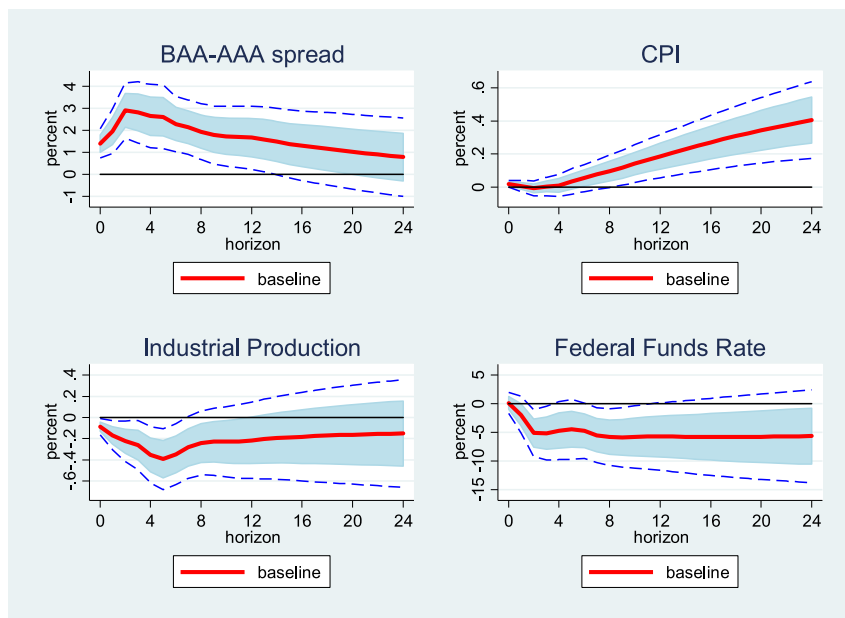 BAA-AAA spread
percent
4
3
2
1
0
-1
0 4 8 12 16 20 24
horizon
baseline
CPI
percent
.6
.4
.2
0
0 4 8 12 16 20 24
horizon
baseline
Industrial Production
percent
.4
.2
0
-.2
-.4
-.6
0 4 8 12 16 20 24
horizon
baseline
Federal Funds Rate
percent
5
0
-5
-10
-15
0 4 8 12 16 20 24
horizon
baseline